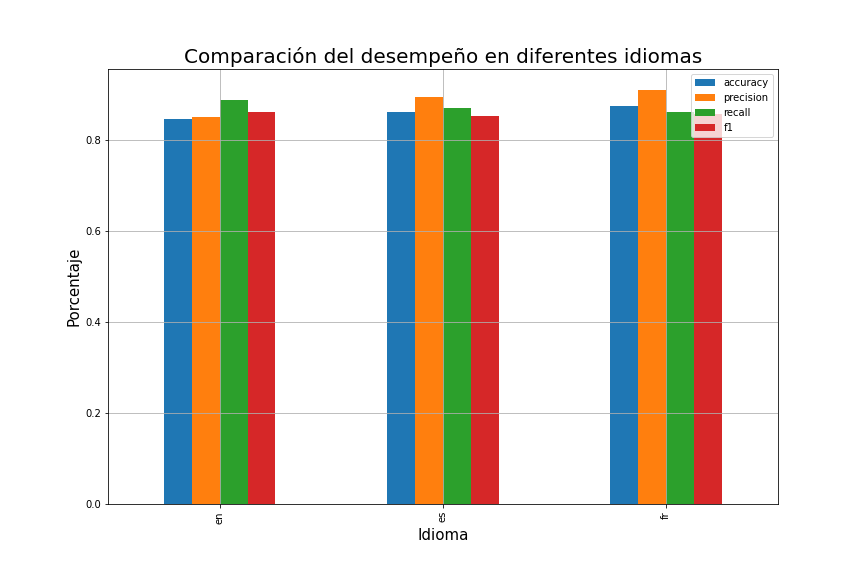 Comparación del desempeño en diferentes idiomas
accuracy
precision
recall
f1
0.8
0.6
0.4
0.2
0.0
Porcentaje
en
es
fr
Idioma